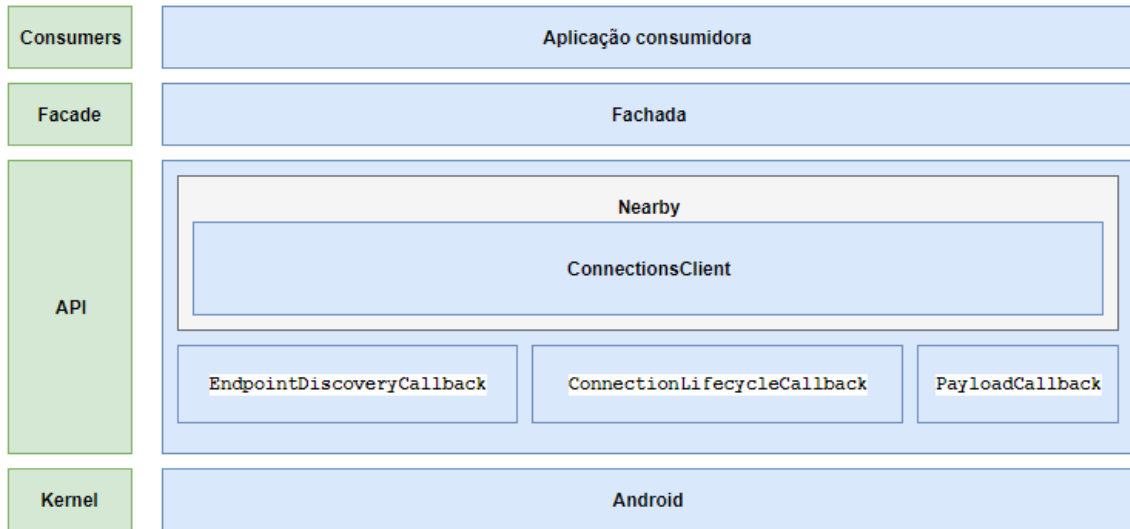 Consumers
Aplicação consumidora
Facade
Fachada
API
Nearby
ConnectionsClient
EndpointDiscoveryCallback
ConnectionLifecycleCallback
PayloadCallback
Kernel
Android